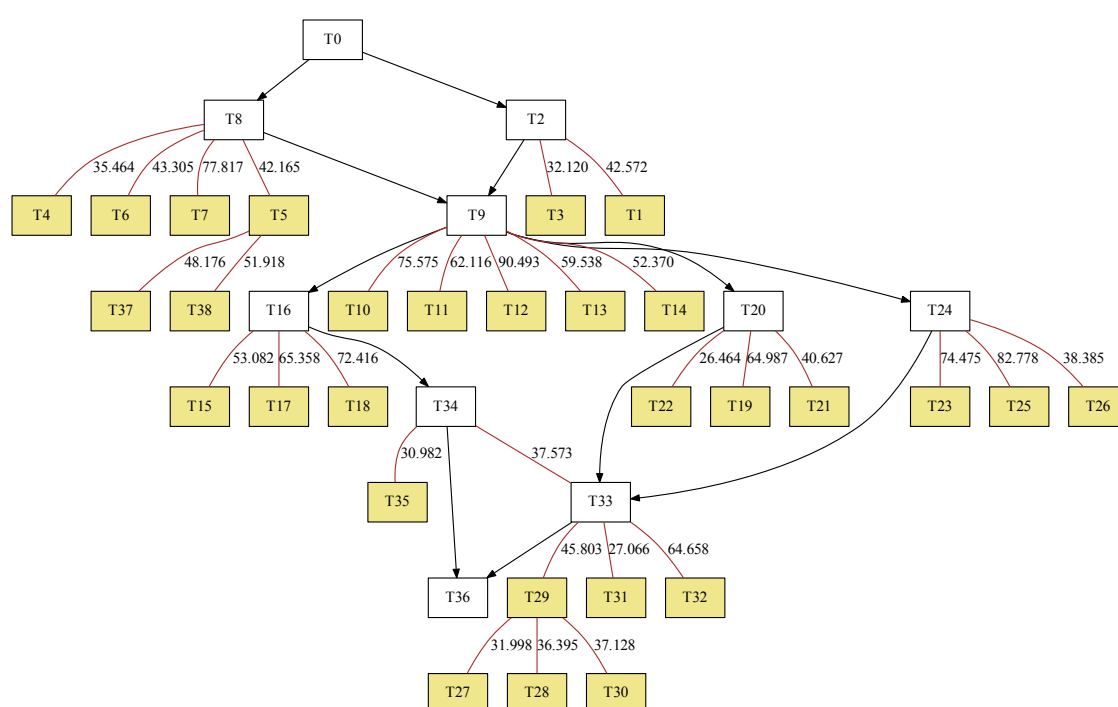 T0
T8 T2
35.464 43.305 77.817 42.165 32.120 42.572
T4 T6 T7 T5 T9 T3 T1
48.176 51.918 75.575 62.116 90.493 59.538 52.370
T37 T38 T16 T10 T11 T12 T13 T14 T20 T24
53.082 65.358 72.416 26.464 64.987 40.627 74.475 82.778 38.385
T15 T17 T18 T34 T22 T19 T21 T23 T25 T26
30.982 37.573
T35 T33
45.803 27.066 64.658
T36 T29 T31 T32
31.998 36.395 37.128
T27 T28 T30